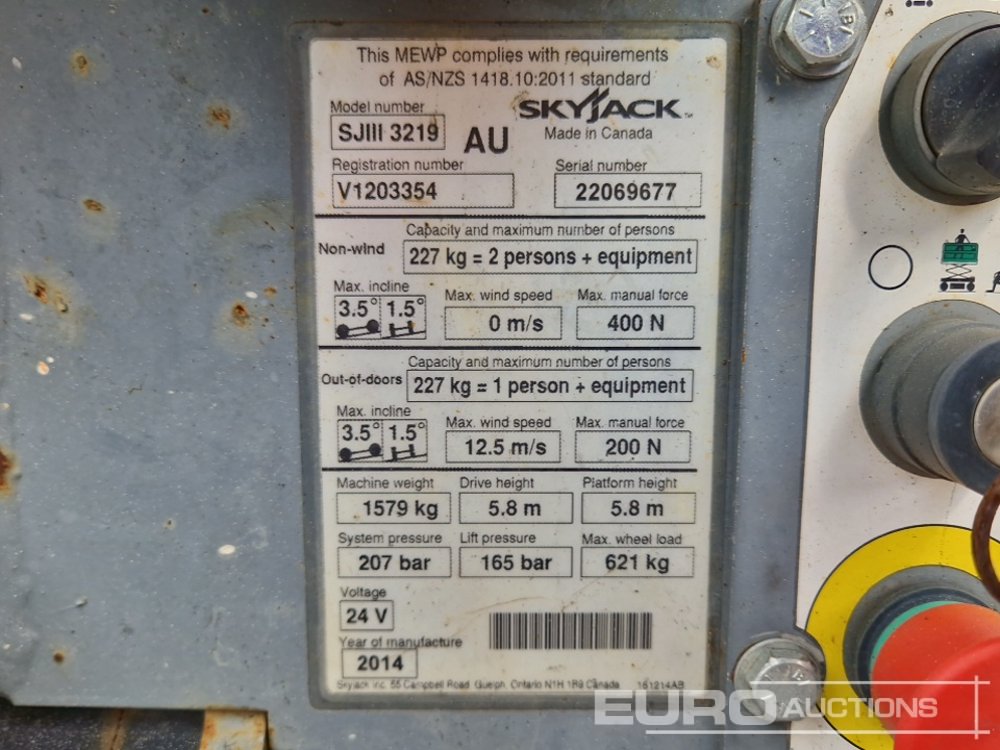 This MEWP complies with requirements
of AS/NZS 1418.10:2011 standard
Model number
SJIII 3219
AU
SKYJACK
Made in Canada
Registration number
V1203354
Serial number
22069677
Non-wind
Capacity and maximum number of persons
227 kg = 2 persons + equipment
Max. incline
3.5° 1.5°
Max. wind speed
0 m/s
Max. manual force
400 N
Out-of-doors
Capacity and maximum number of persons
227 kg = 1 person + equipment
Max. incline
3.5° 1.5°
Max. wind speed
12.5 m/s
Max. manual force
200 N
Machine weight
1579 kg
Drive height
5.8 m
Platform height
5.8 m
System pressure
207 bar
Lift pressure
165 bar
Max. wheel load
621 kg
Voltage
24 V
Year of manufacture
2014
Skyjack Inc. 55 Campbell Road Guelph, Ontario N1H 1R9 Canada
161214AB
EURO AUCTIONS